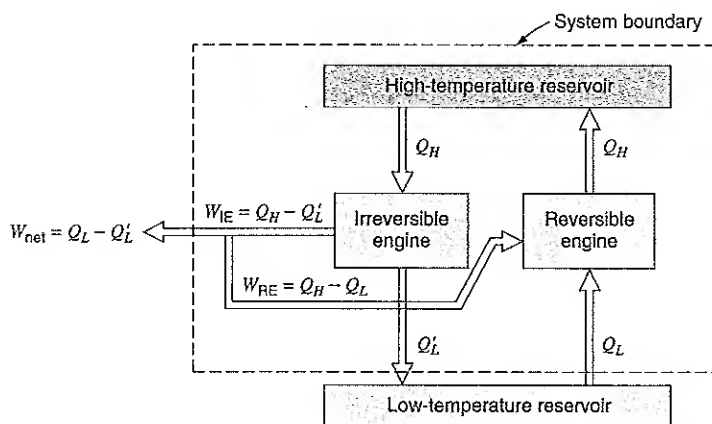 System boundary
High-temperature reservoir
Q_H
Q_H
W_IE = Q_H − Q′_L
W_net = Q_L − Q′_L
Irreversible
engine
Reversible
engine
W_RE = Q_H − Q_L
Q′_L
Q_L
Low-temperature reservoir